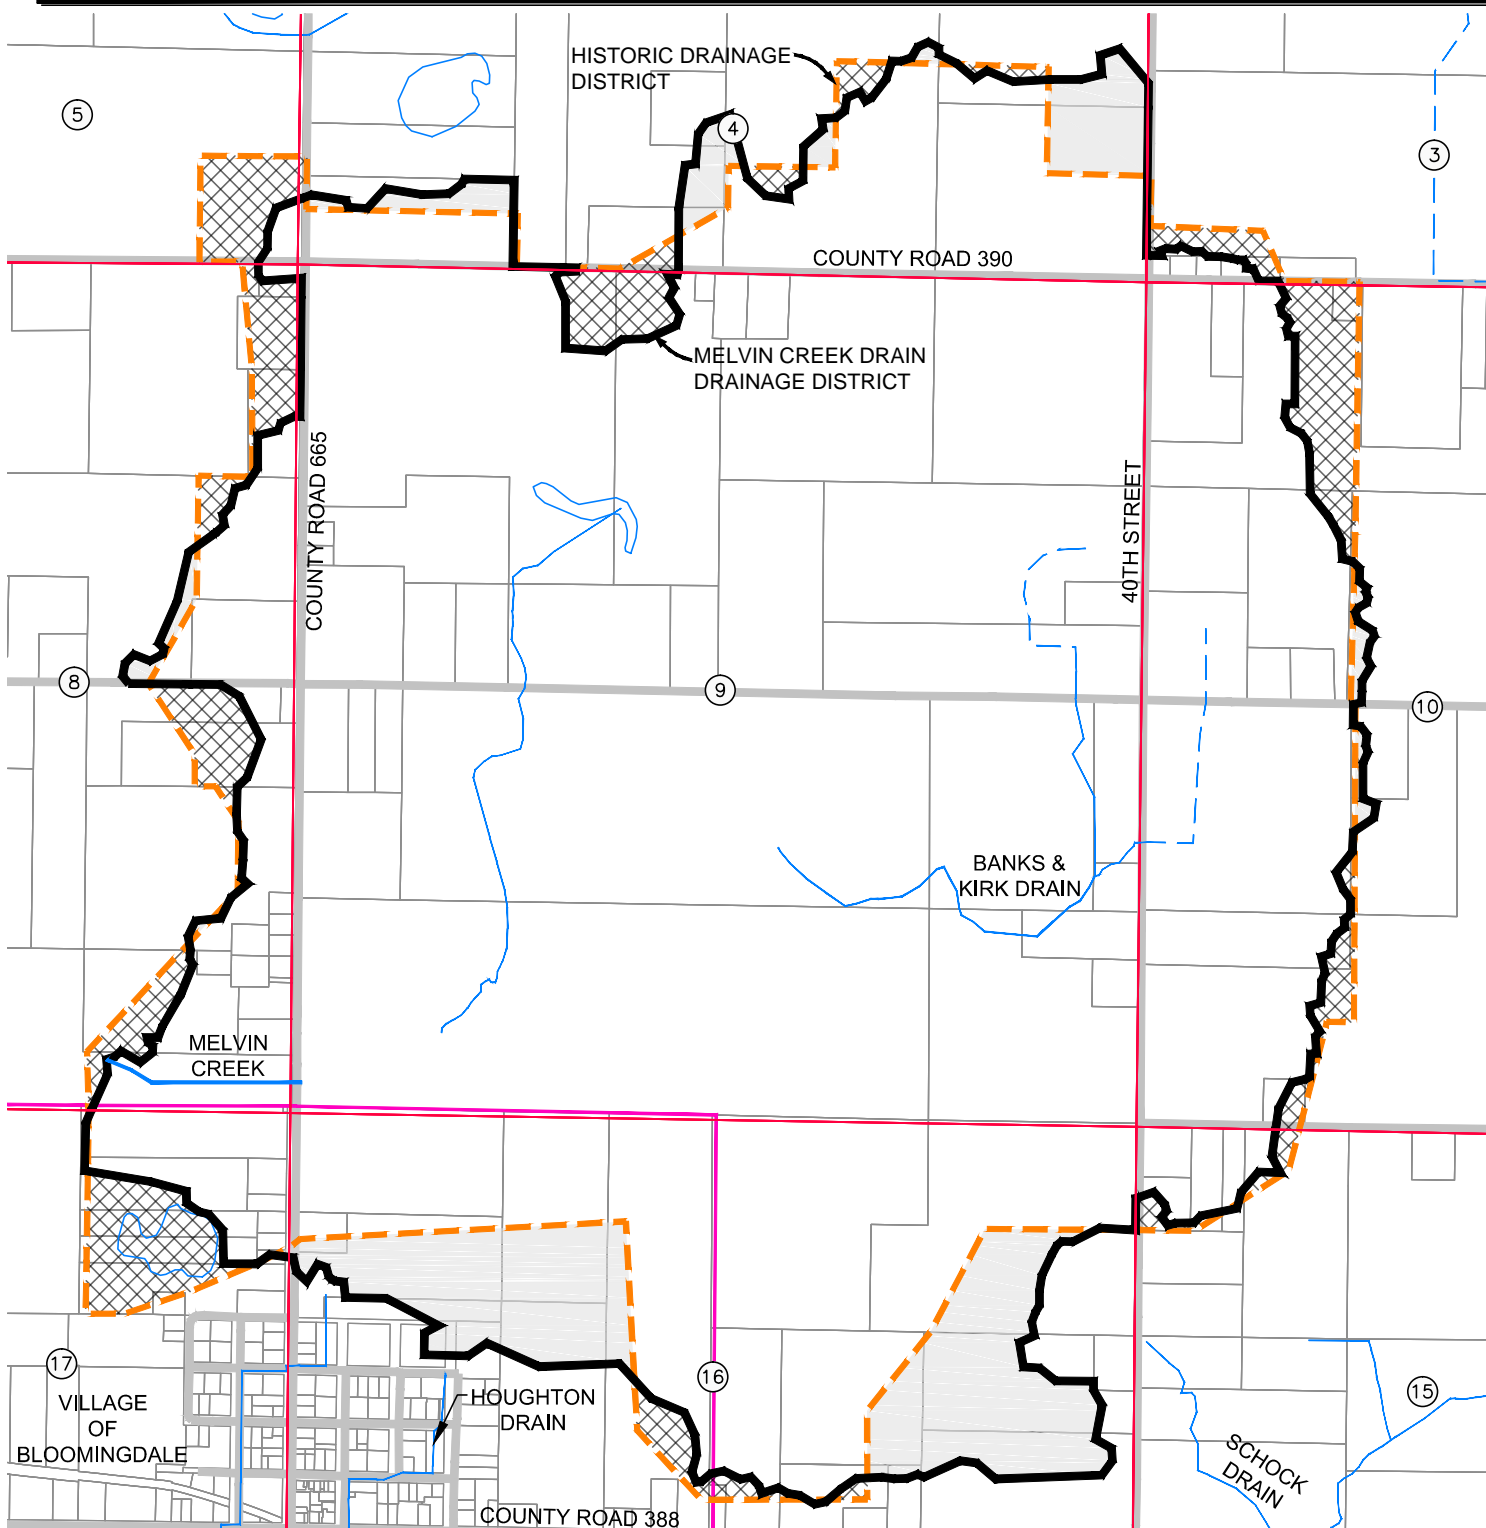 HISTORIC DRAINAGE
DISTRICT
5
4
3
COUNTY ROAD 390
MELVIN CREEK DRAIN
DRAINAGE DISTRICT
COUNTY ROAD 665
40TH STREET
8
9
10
BANKS &
KIRK DRAIN
MELVIN
CREEK
17
16
15
VILLAGE
OF
BLOOMINGDALE
HOUGHTON
DRAIN
SCHOCK
DRAIN
COUNTY ROAD 388